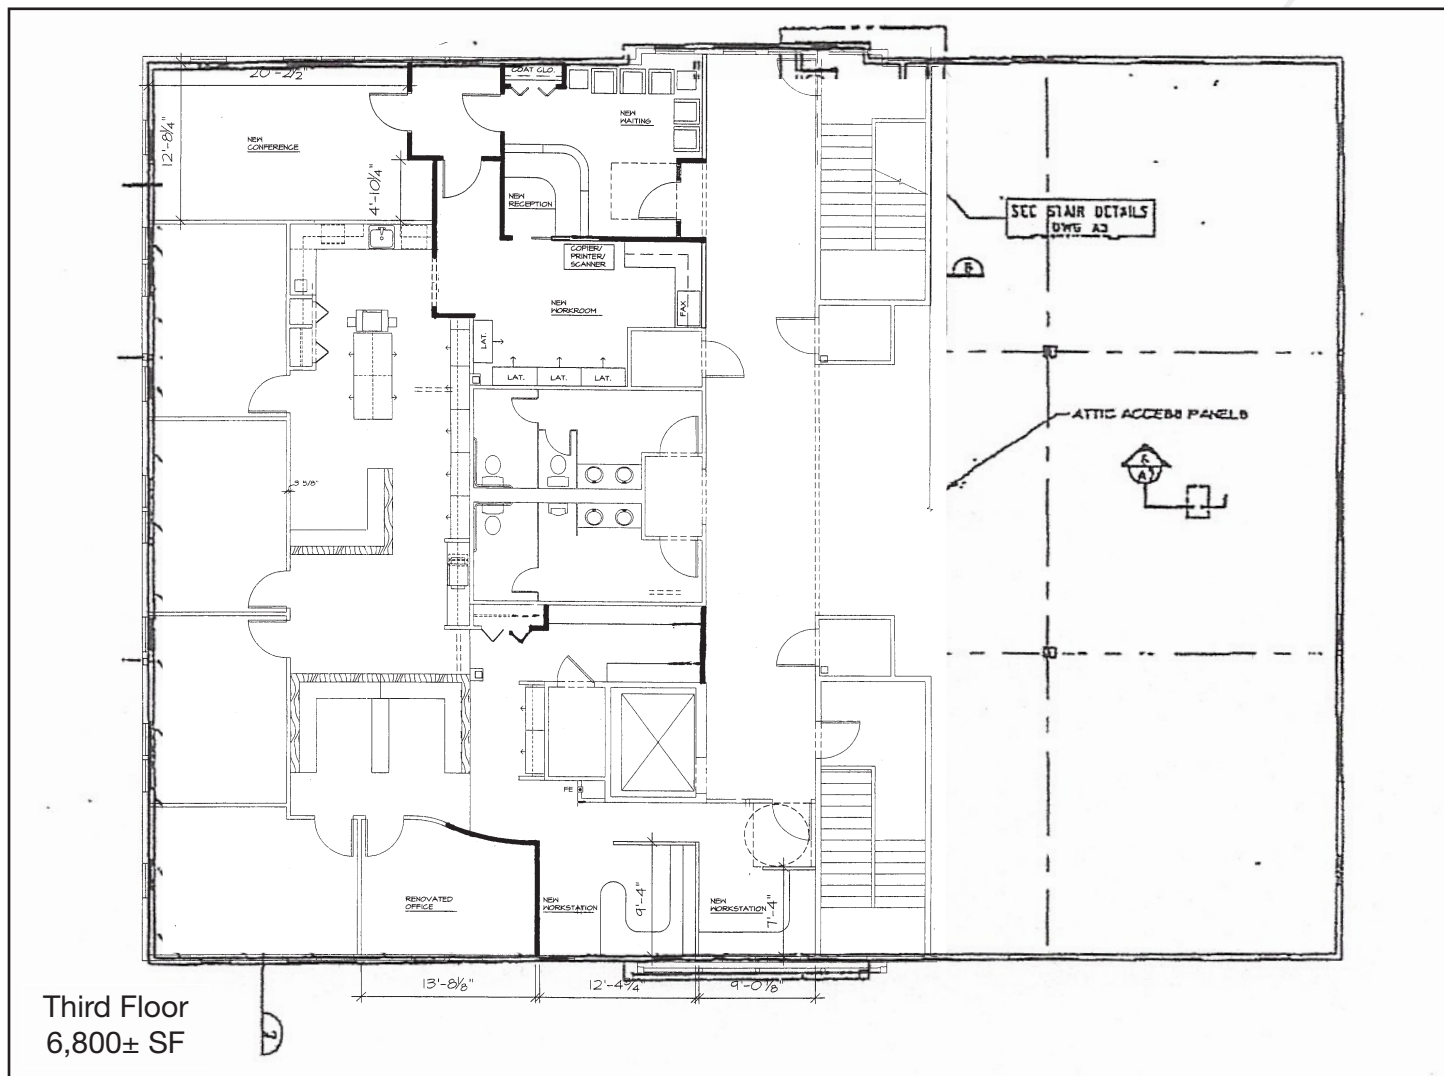 20'-2½"
COAT CLO.
12'-8¼"
NEW
CONFERENCE
NEW
WAITING
4'-10¼"
NEW
RECEPTION
SEE STAIR DETAILS
DWG A3
COPIER/
PRINTER/
SCANNER
NEW
WORKROOM
FAX
LAT.
LAT.
LAT.
LAT.
ATTIC ACCESS PANELS
3 5/8"
FE
RENOVATED
OFFICE
NEW
WORKSTATION
9'-4"
NEW
WORKSTATION
7'-4"
13'-8⅛"
12'-4¾"
9'-0⅞"
Third Floor
6,800± SF